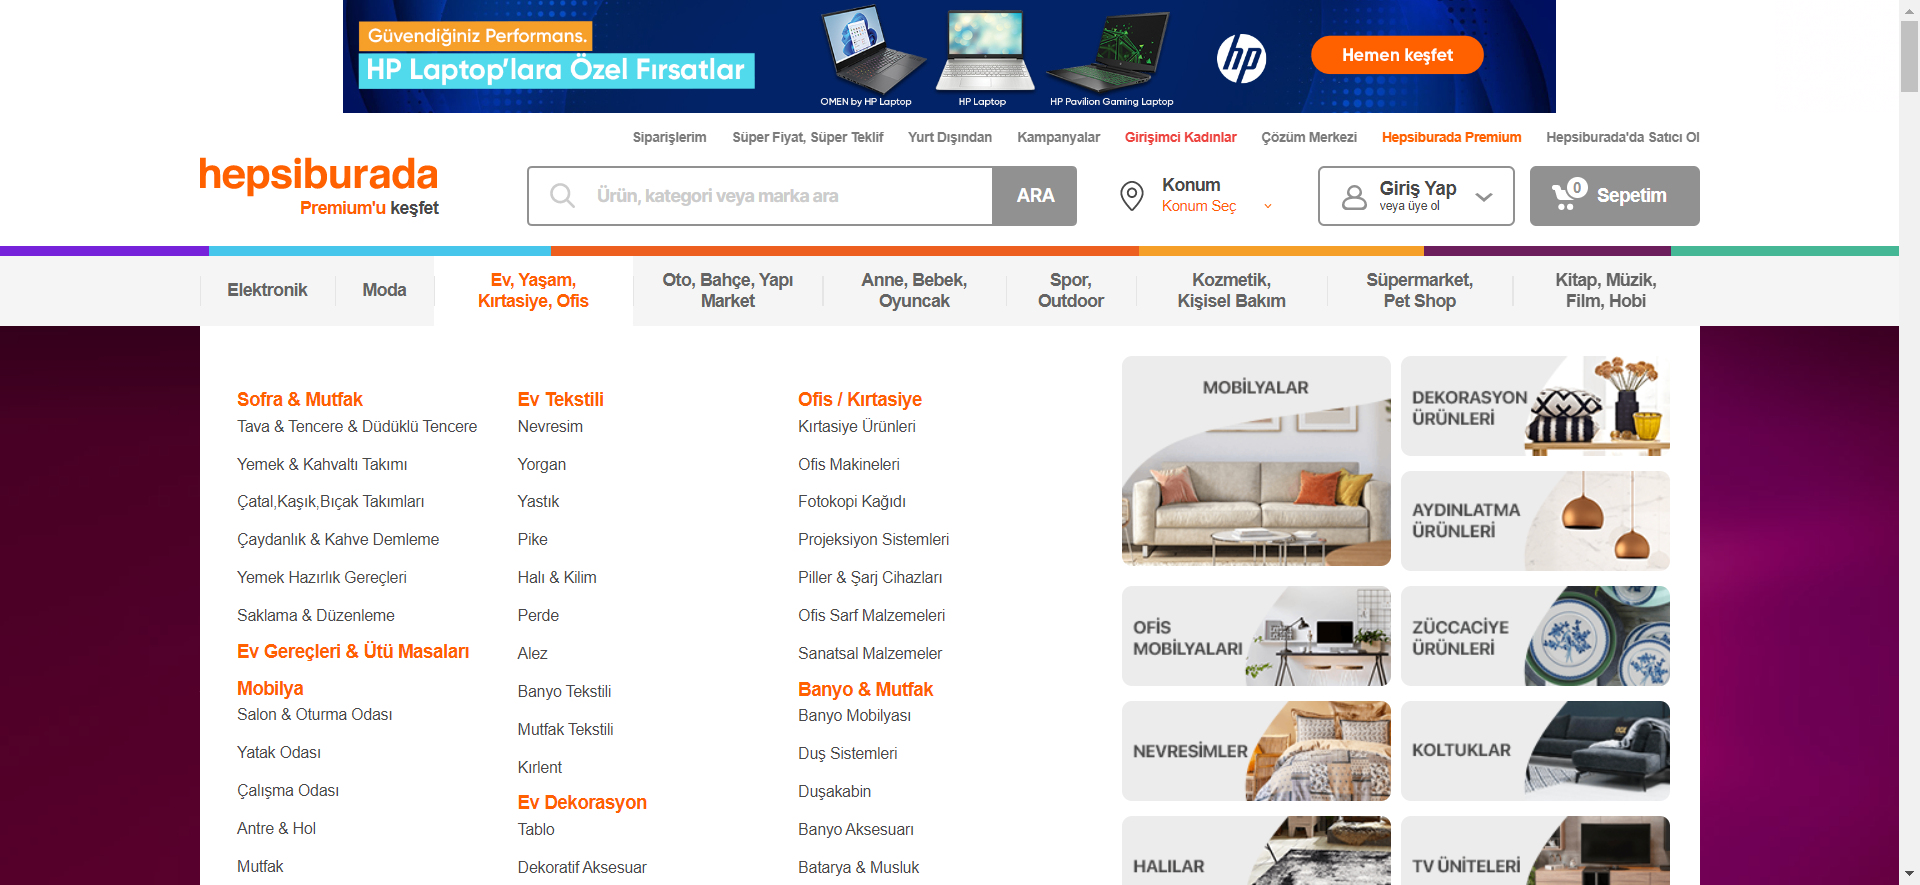 Güvendiğiniz Performans.
HP Laptop'lara Özel Fırsatlar
OMEN by HP Laptop
HP Laptop
HP Pavilion Gaming Laptop
hp
Hemen keşfet
Siparişlerim
Süper Fiyat, Süper Teklif
Yurt Dışından
Kampanyalar
Girişimci Kadınlar
Çözüm Merkezi
Hepsiburada Premium
Hepsiburada'da Satıcı Ol
hepsiburada
Premium'u keşfet
Ürün, kategori veya marka ara
ARA
Konum
Konum Seç
Giriş Yap
veya üye ol
0
Sepetim
Elektronik
Moda
Ev, Yaşam,
Kırtasiye, Ofis
Oto, Bahçe, Yapı
Market
Anne, Bebek,
Oyuncak
Spor,
Outdoor
Kozmetik,
Kişisel Bakım
Süpermarket,
Pet Shop
Kitap, Müzik,
Film, Hobi
Sofra & Mutfak
Tava & Tencere & Düdüklü Tencere
Yemek & Kahvaltı Takımı
Çatal,Kaşık,Bıçak Takımları
Çaydanlık & Kahve Demleme
Yemek Hazırlık Gereçleri
Saklama & Düzenleme
Ev Gereçleri & Ütü Masaları
Mobilya
Salon & Oturma Odası
Yatak Odası
Çalışma Odası
Antre & Hol
Mutfak
Ev Tekstili
Nevresim
Yorgan
Yastık
Pike
Halı & Kilim
Perde
Alez
Banyo Tekstili
Mutfak Tekstili
Kırlent
Ev Dekorasyon
Tablo
Dekoratif Aksesuar
Ofis / Kırtasiye
Kırtasiye Ürünleri
Ofis Makineleri
Fotokopi Kağıdı
Projeksiyon Sistemleri
Piller & Şarj Cihazları
Ofis Sarf Malzemeleri
Sanatsal Malzemeler
Banyo & Mutfak
Banyo Mobilyası
Duş Sistemleri
Duşakabin
Banyo Aksesuarı
Batarya & Musluk
MOBİLYALAR
DEKORASYON
ÜRÜNLERİ
AYDINLATMA
ÜRÜNLERİ
OFİS
MOBİLYALARI
ZÜCCACİYE
ÜRÜNLERİ
NEVRESİMLER
KOLTUKLAR
HALILAR
TV ÜNİTELERİ